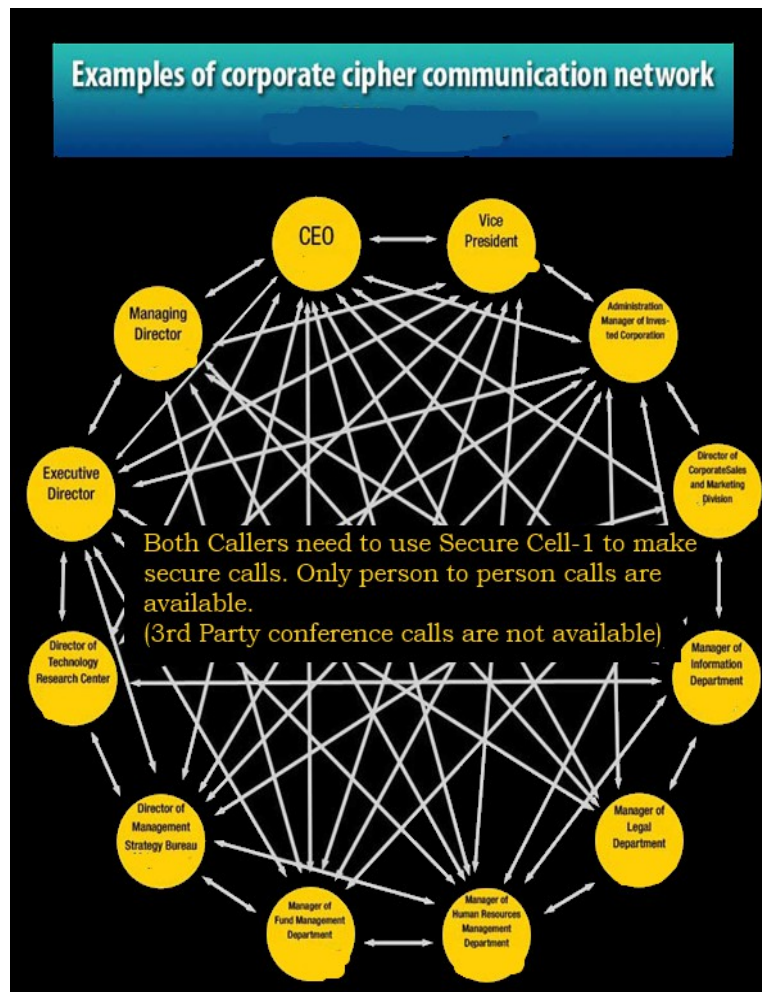 Examples of corporate cipher communication network
CEO
Vice
President
Managing
Director
Administration
Manager of Inves-
ted Corporation
Executive
Director
Director of
CorporateSales
and Marketing
Division
Both Callers need to use Secure Cell-1 to make
secure calls. Only person to person calls are
available.
(3rd Party conference calls are not available)
Director of
Technology
Research Center
Manager of
Information
Department
Director of
Management
Strategy Bureau
Manager of
Legal
Department
Manager of
Fund Management
Department
Manager of
Human Resources
Management
Department